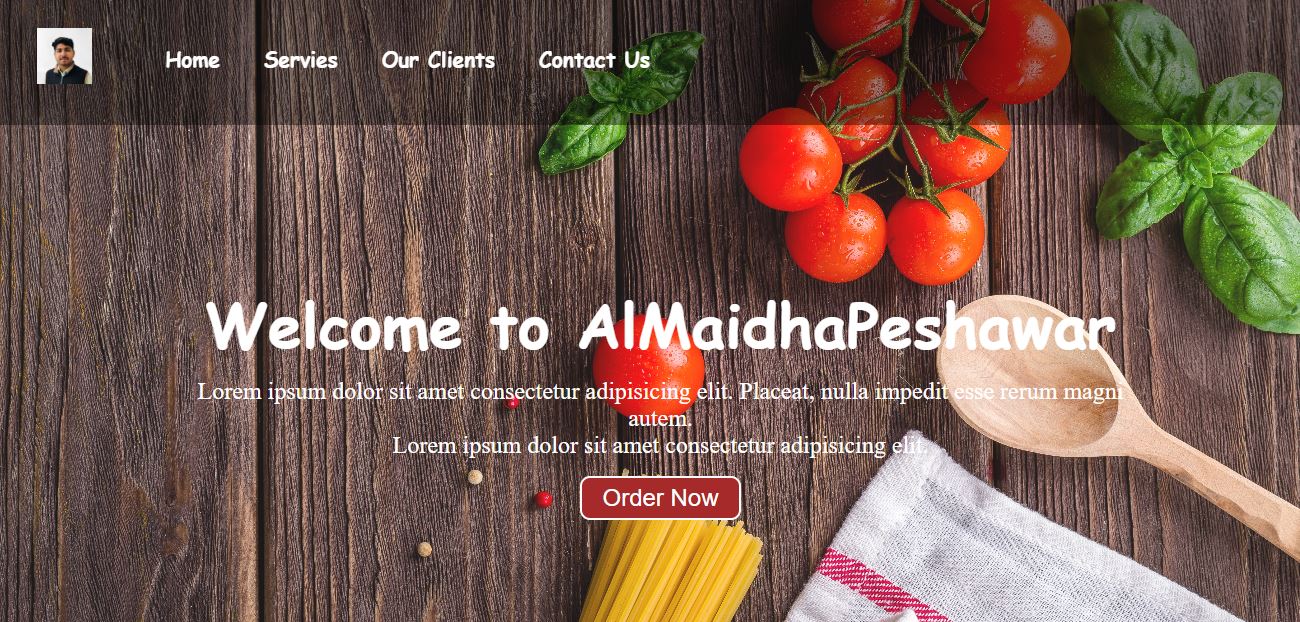 Home Servies Our Clients Contact Us
Welcome to AlMaidhaPeshawar
Lorem ipsum dolor sit amet consectetur adipisicing elit. Placeat, nulla impedit esse rerum magni
autem.
Lorem ipsum dolor sit amet consectetur adipisicing elit.
Order Now